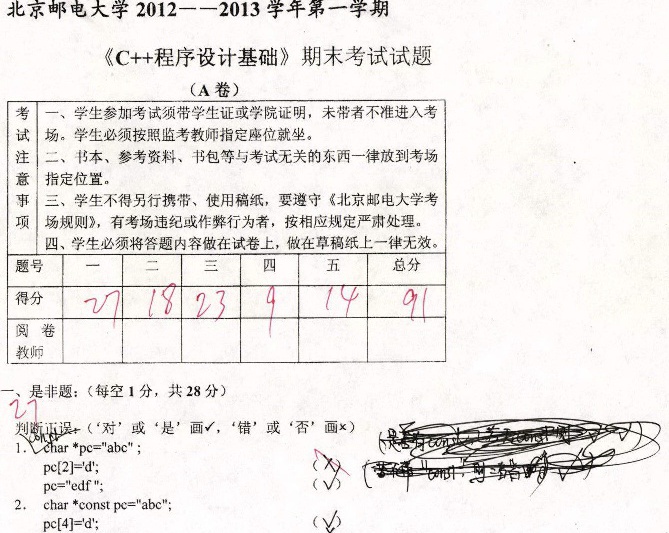 北京邮电大学 2012——2013 学年第一学期
《C++程序设计基础》期末考试试题
（A 卷）
考试注意事项
一、学生参加考试须带学生证或学院证明，未带者不准进入考
场。学生必须按照监考教师指定座位就坐。
二、书本、参考资料、书包等与考试无关的东西一律放到考场
指定位置。
三、学生不得另行携带、使用稿纸，要遵守《北京邮电大学考
场规则》，有考场违纪或作弊行为者，按相应规定严肃处理。
四、学生必须将答题内容做在试卷上，做在草稿纸上一律无效。
题号 一 二 三 四 五 总分
得分 27 18 23 9 14 91
阅 卷
教师
一、是非题：（每空 1 分，共 28 分）
27
判断正误：（‘对’或‘是’画✓，‘错’或‘否’画×）
const
1. char *pc="abc" ;
pc[2]='d';
pc="edf "; (√)
2. char *const pc="abc";
pc[4]='d'; (√)